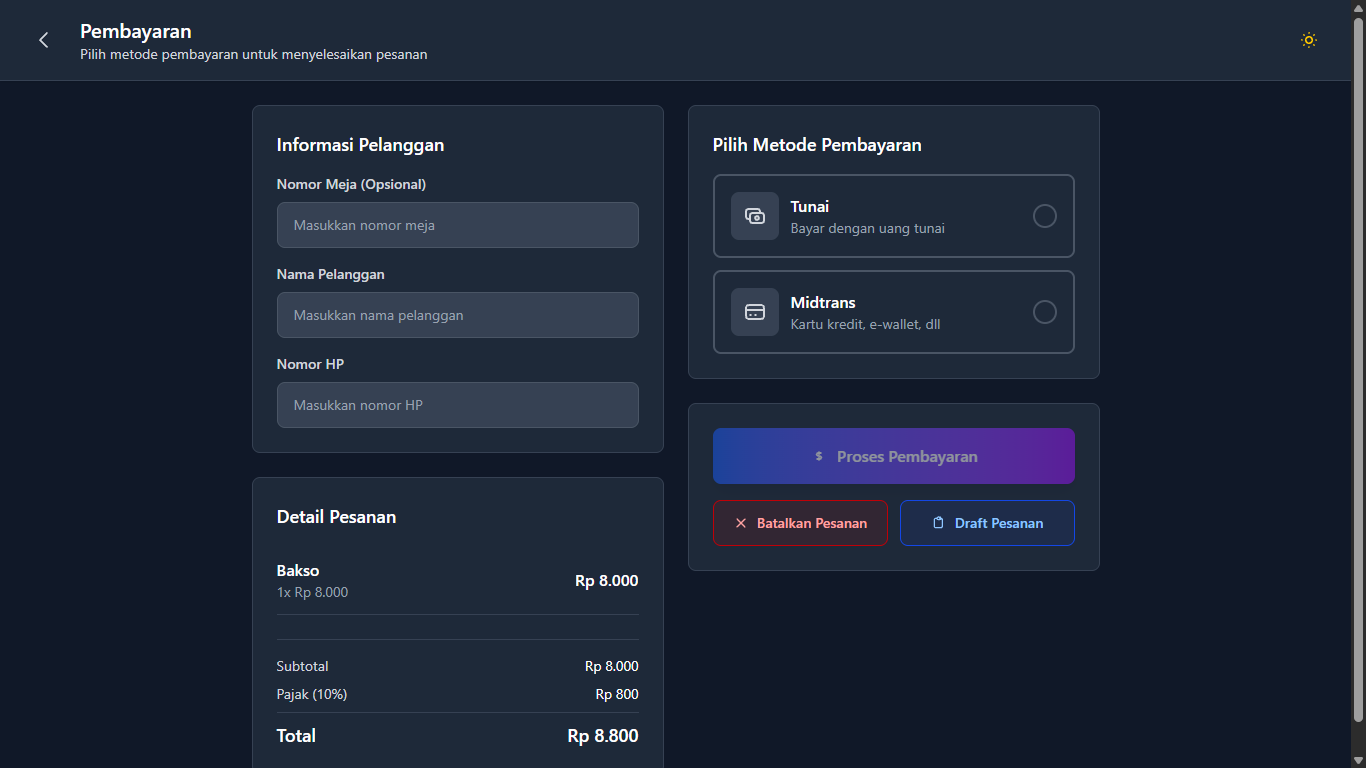 Pembayaran
Pilih metode pembayaran untuk menyelesaikan pesanan
Informasi Pelanggan
Nomor Meja (Opsional)
Masukkan nomor meja
Nama Pelanggan
Masukkan nama pelanggan
Nomor HP
Masukkan nomor HP
Detail Pesanan
Bakso
1x Rp 8.000
Rp 8.000
Subtotal Rp 8.000
Pajak (10%) Rp 800
Total Rp 8.800
Pilih Metode Pembayaran
Tunai
Bayar dengan uang tunai
Midtrans
Kartu kredit, e-wallet, dll
$ Proses Pembayaran
Batalkan Pesanan
Draft Pesanan